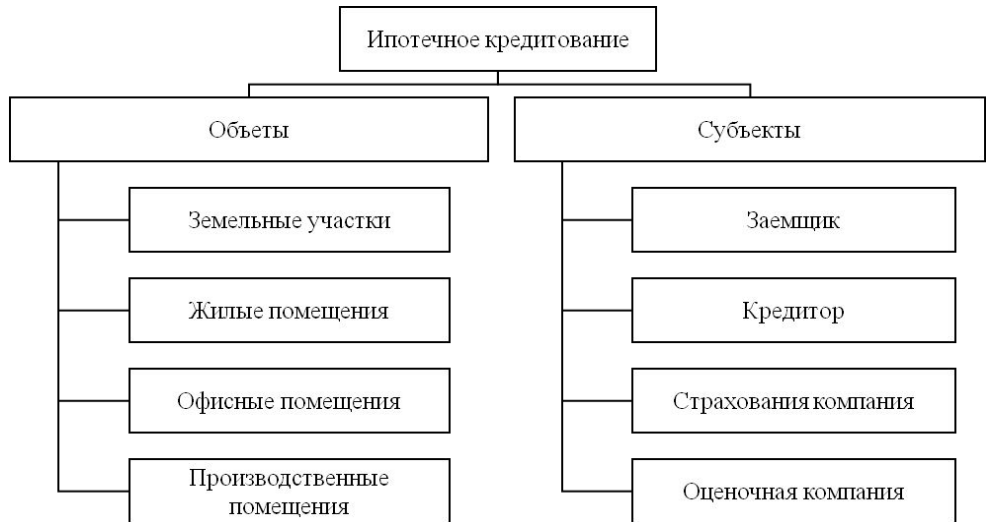 Ипотечное кредитование
Объеты
Субъекты
Земельные участки
Заемщик
Жилые помещения
Кредитор
Офисные помещения
Страхования компания
Производственные
помещения
Оценочная компания